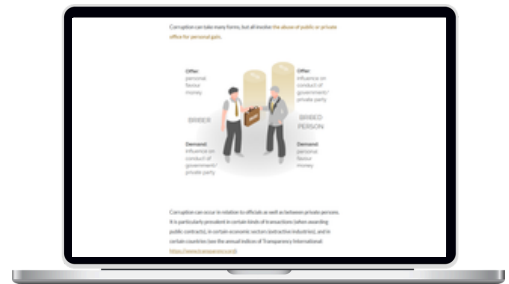 Corruption can take many forms, but all involve the abuse of public or private
office for personal gain.
Offer:
personal
favour
money
Offer:
influence on
conduct of
government/
private party
BRIBER
BRIBED
PERSON
Demand:
influence on
conduct of
government/
private party
Demand:
personal
favour
money
Corruption can occur in relation to officials as well as between private persons.
It is particularly prevalent in certain kinds of transactions (when awarding
public contracts), in certain economic sectors (extractive industries), and in
certain countries (see the annual indices of Transparency International:
https://www.transparency.org).